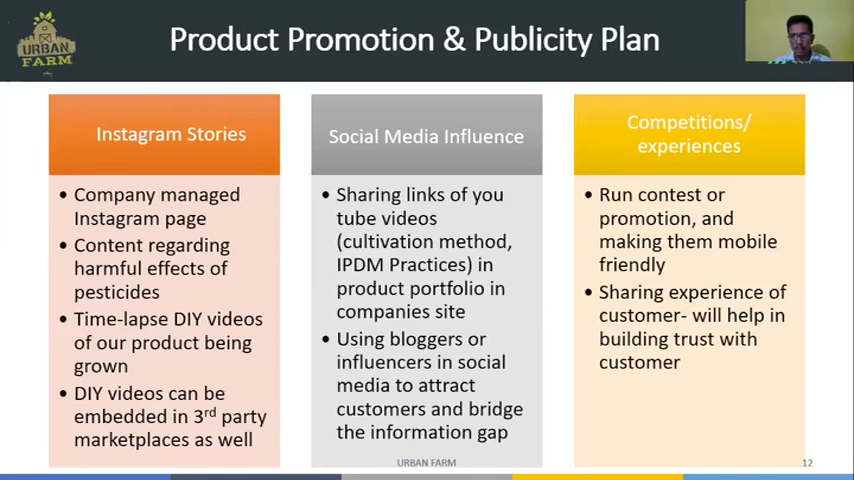 URBAN
FARM
Product Promotion & Publicity Plan
Instagram Stories
• Company managed
Instagram page
• Content regarding
harmful effects of
pesticides
• Time-lapse DIY videos
of our product being
grown
• DIY videos can be
embedded in 3rd party
marketplaces as well
Social Media Influence
• Sharing links of you
tube videos
(cultivation method,
IPDM Practices) in
product portfolio in
companies site
• Using bloggers or
influencers in social
media to attract
customers and bridge
the information gap
Competitions/
experiences
• Run contest or
promotion, and
making them mobile
friendly
• Sharing experience of
customer- will help in
building trust with
customer
URBAN FARM
12